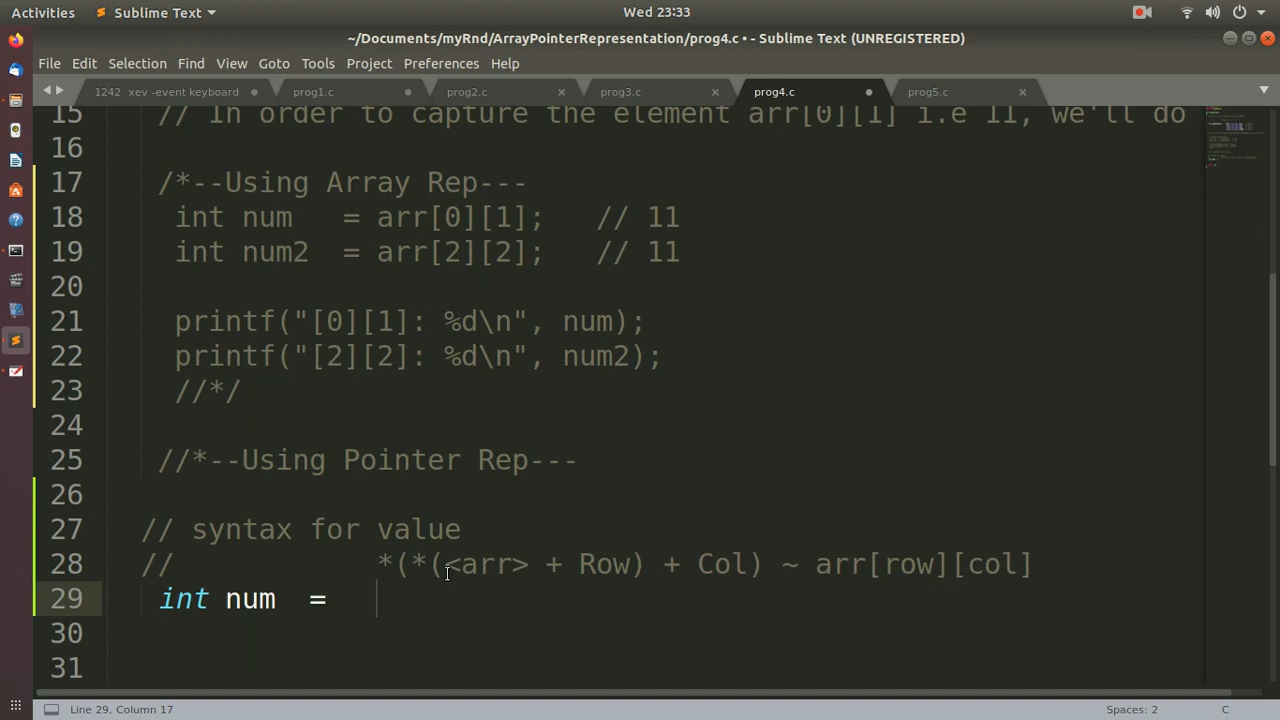 Activities Sublime Text Wed 23:33
~/Documents/myRnd/ArrayPointerRepresentation/prog4.c • - Sublime Text (UNREGISTERED)
File Edit Selection Find View Goto Tools Project Preferences Help
1242 xev -event keyboard prog1.c prog2.c prog3.c prog4.c prog5.c
15 // In order to capture the element arr[0][1] i.e 11, we'll do
16
17 /*--Using Array Rep---
18 int num = arr[0][1]; // 11
19 int num2 = arr[2][2]; // 11
20
21 printf("[0][1]: %d\n", num);
22 printf("[2][2]: %d\n", num2);
23 //*/
24
25 //*--Using Pointer Rep---
26
27 // syntax for value
28 // *(*(<arr> + Row) + Col) ~ arr[row][col]
29 int num =
30
31
Line 29, Column 17 Spaces: 2 C